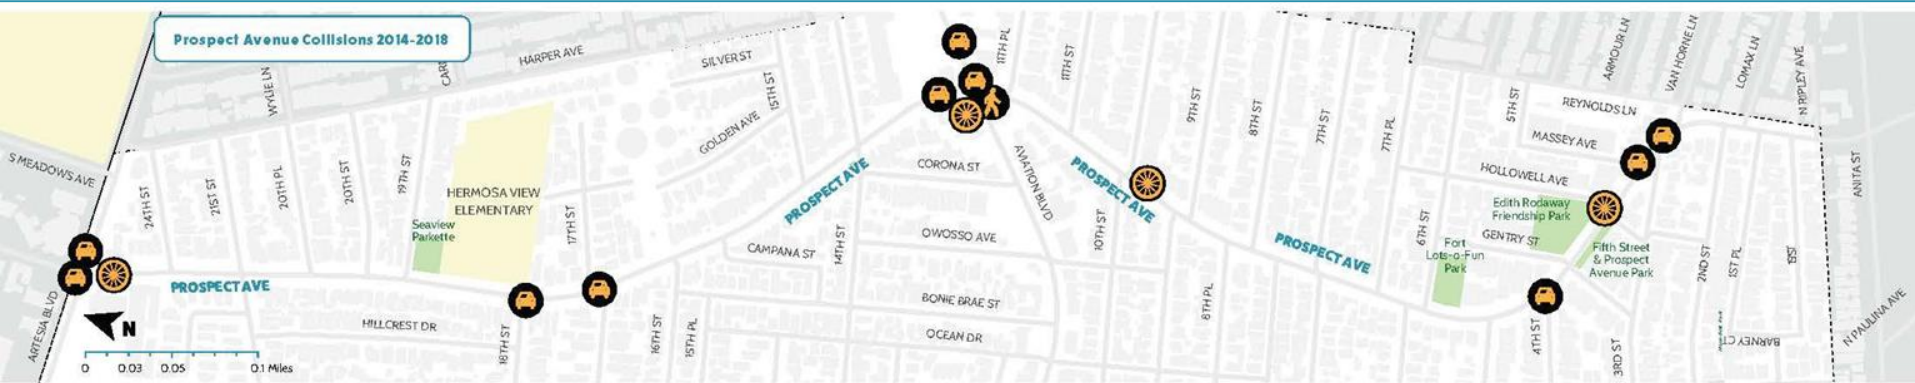 Prospect Avenue Collisions 2014-2018
S MEADOWS AVE
ARTESIA BLVD
N
0 0.03 0.05 0.1 Miles
WYLIE LN
HARPER AVE
SILVER ST
GOLDEN AVE
15TH ST
24TH ST
21ST ST
20TH PL
20TH ST
19TH ST
HERMOSA VIEW
ELEMENTARY
Seaview
Parkette
17TH ST
PROSPECT AVE
HILLCREST DR
18TH ST
16TH ST
15TH PL
PROSPECT AVE
CAMPANA ST
14TH ST
CORONA ST
OWOSSO AVE
BONIE BRAE ST
OCEAN DR
AVIATION BLVD
11TH PL
11TH ST
PROSPECT AVE
10TH ST
9TH ST
8TH ST
8TH PL
7TH ST
7TH PL
PROSPECT AVE
6TH ST
5TH ST
REYNOLDS LN
MASSEY AVE
HOLLOWELL AVE
Edith Rodaway
Friendship Park
GENTRY ST
Fort
Lots-o-Fun
Park
Fifth Street
& Prospect
Avenue Park
4TH ST
3RD ST
2ND ST
1ST PL
1ST ST
BARNEY CT
ARMOUR LN
VAN HORNE LN
LOMAX LN
N RIPLEY AVE
ANITA ST
N PAULINA AVE